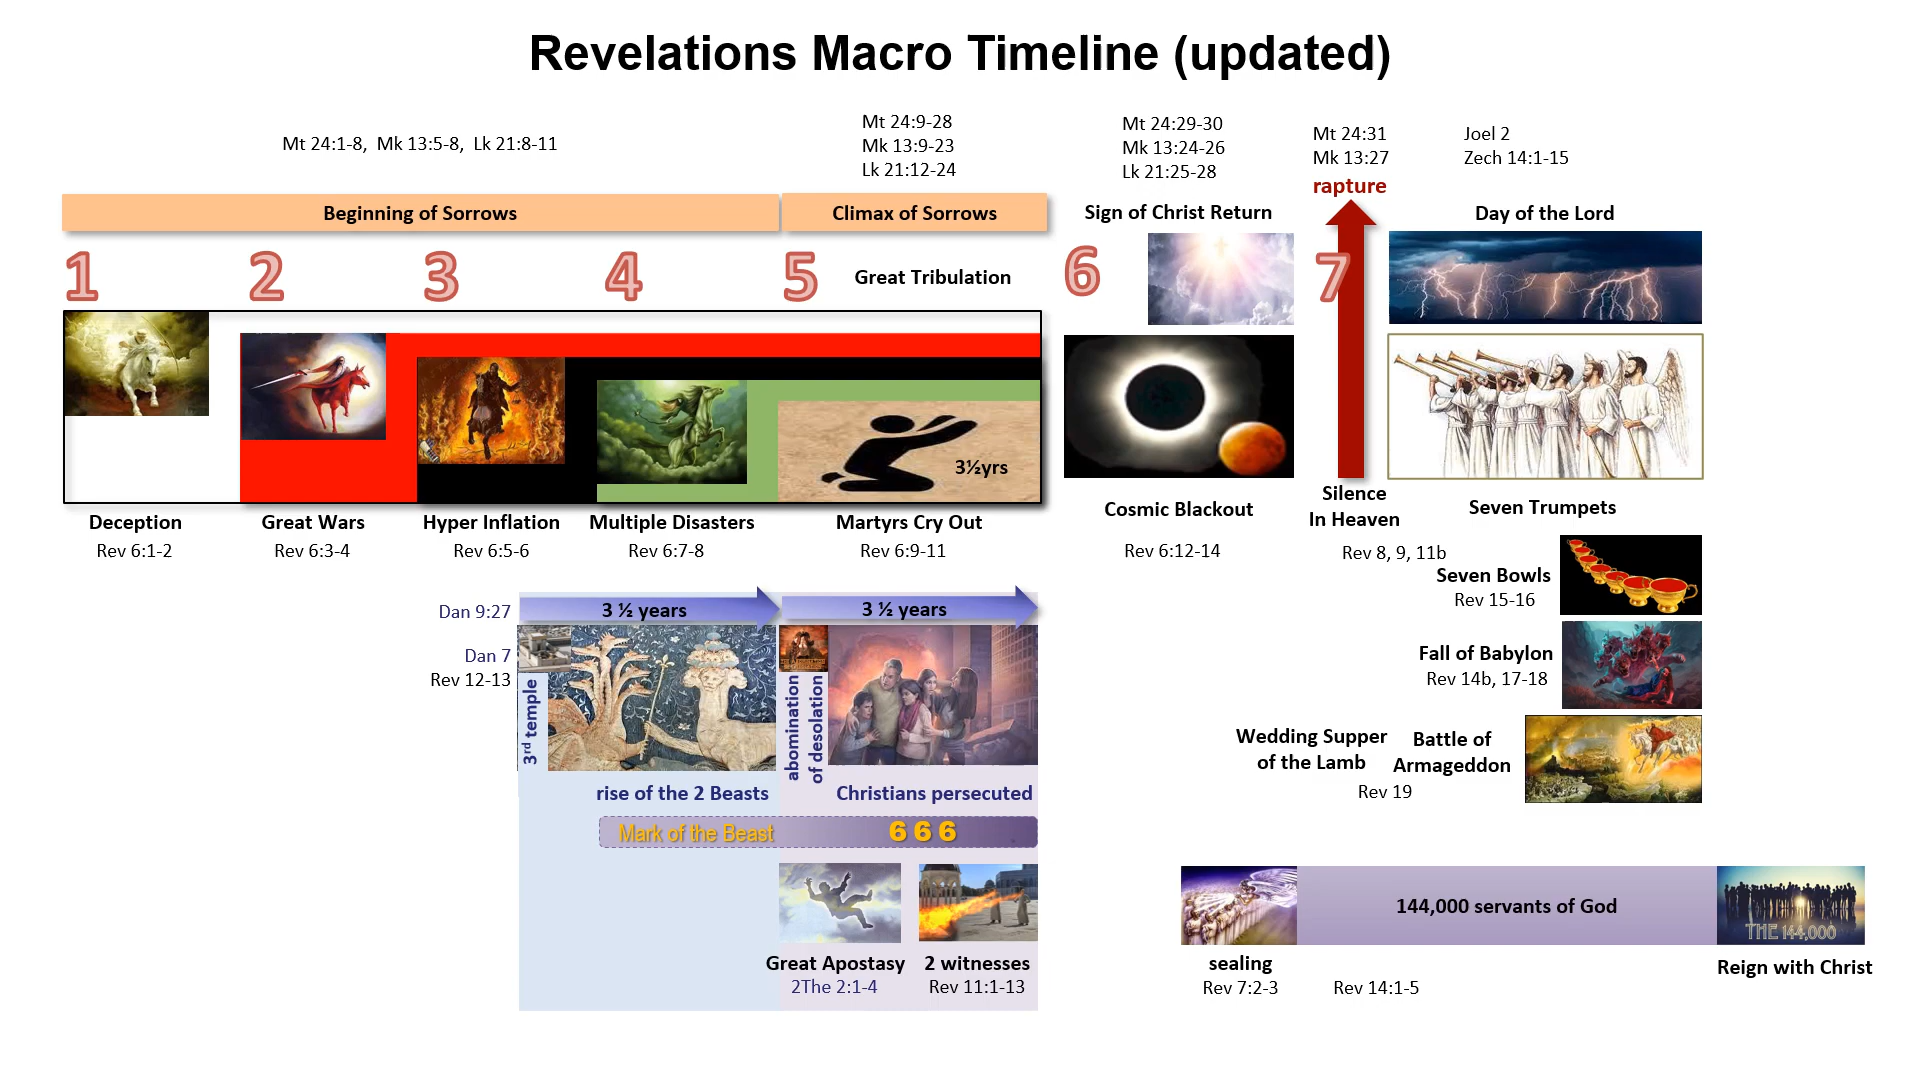 Revelations Macro Timeline (updated)
Mt 24:1-8,  Mk 13:5-8,  Lk 21:8-11
Mt 24:9-28
Mk 13:9-23
Lk 21:12-24
Mt 24:29-30
Mk 13:24-26
Lk 21:25-28
Mt 24:31
Mk 13:27
rapture
Joel 2
Zech 14:1-15
Beginning of Sorrows
Climax of Sorrows
Sign of Christ Return
Day of the Lord
1
2
3
4
5
Great Tribulation
6
7
3½yrs
Deception
Rev 6:1-2
Great Wars
Rev 6:3-4
Hyper Inflation
Rev 6:5-6
Multiple Disasters
Rev 6:7-8
Martyrs Cry Out
Rev 6:9-11
Cosmic Blackout
Rev 6:12-14
Silence
In Heaven
Seven Trumpets
Rev 8, 9, 11b
Seven Bowls
Rev 15-16
Fall of Babylon
Rev 14b, 17-18
Wedding Supper
of the Lamb
Battle of
Armageddon
Rev 19
Dan 9:27
3 ½ years
3 ½ years
Dan 7
Rev 12-13
3rd temple
abomination
of desolation
rise of the 2 Beasts
Christians persecuted
Mark of the Beast
6 6 6
Great Apostasy
2The 2:1-4
2 witnesses
Rev 11:1-13
144,000 servants of God
THE 144,000
sealing
Rev 7:2-3
Rev 14:1-5
Reign with Christ